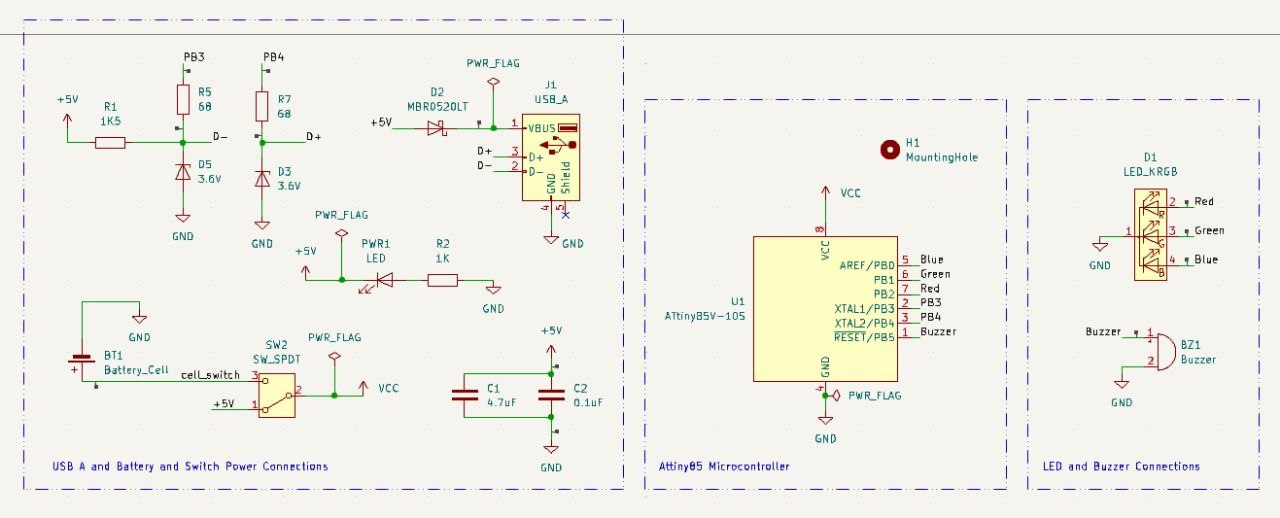 PB3
PB4
+5V
R1
1K5
R5
68
R7
68
D-
D+
D5
3.6V
D3
3.6V
GND
GND
PWR_FLAG
D2
MBR0520LT
+5V
J1
USB_A
1
VBUS
D+
3
D+
D-
2
D-
GND
Shield
4
5
GND
PWR_FLAG
+5V
PWR1
LED
R2
1K
GND
GND
BT1
Battery_Cell
+
cell_switch
+5V
SW2
SW_SPDT
3
1
2
PWR_FLAG
VCC
+5V
C1
4.7uF
C2
0.1uF
GND
USB A and Battery and Switch Power Connections
H1
MountingHole
VCC
8
VCC
U1
ATtiny85V-10S
AREF/PB0
5
Blue
PB1
6
Green
PB2
7
Red
XTAL1/PB3
2
PB3
XTAL2/PB4
3
PB4
RESET/PB5
1
Buzzer
GND
4
PWR_FLAG
GND
Attiny85 Microcontroller
D1
LED_KRGB
R
2
Red
1
G
3
Green
B
4
Blue
GND
Buzzer
1
+
2
BZ1
Buzzer
GND
LED and Buzzer Connections